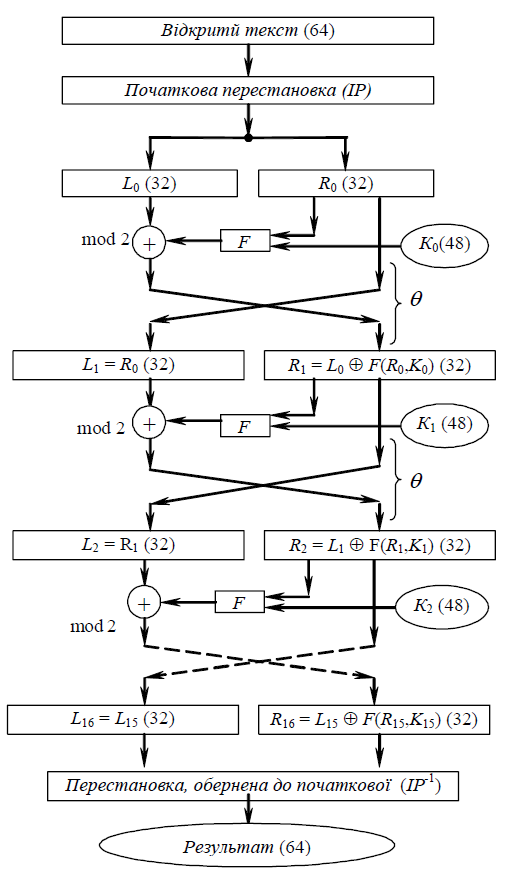 Відкритй текст (64)
Початкова перестановка (IP)
L₀ (32)
R₀ (32)
mod 2
+
F
K₀(48)
θ
L₁ = R₀ (32)
R₁ = L₀ ⊕ F(R₀,K₀) (32)
mod 2
+
F
K₁ (48)
θ
L₂ = R₁ (32)
R₂ = L₁ ⊕ F(R₁,K₁) (32)
+
F
K₂ (48)
mod 2
L₁₆ = L₁₅ (32)
R₁₆ = L₁₅ ⊕ F(R₁₅,K₁₅) (32)
Перестановка, обернена до початкової (IP⁻¹)
Результат (64)